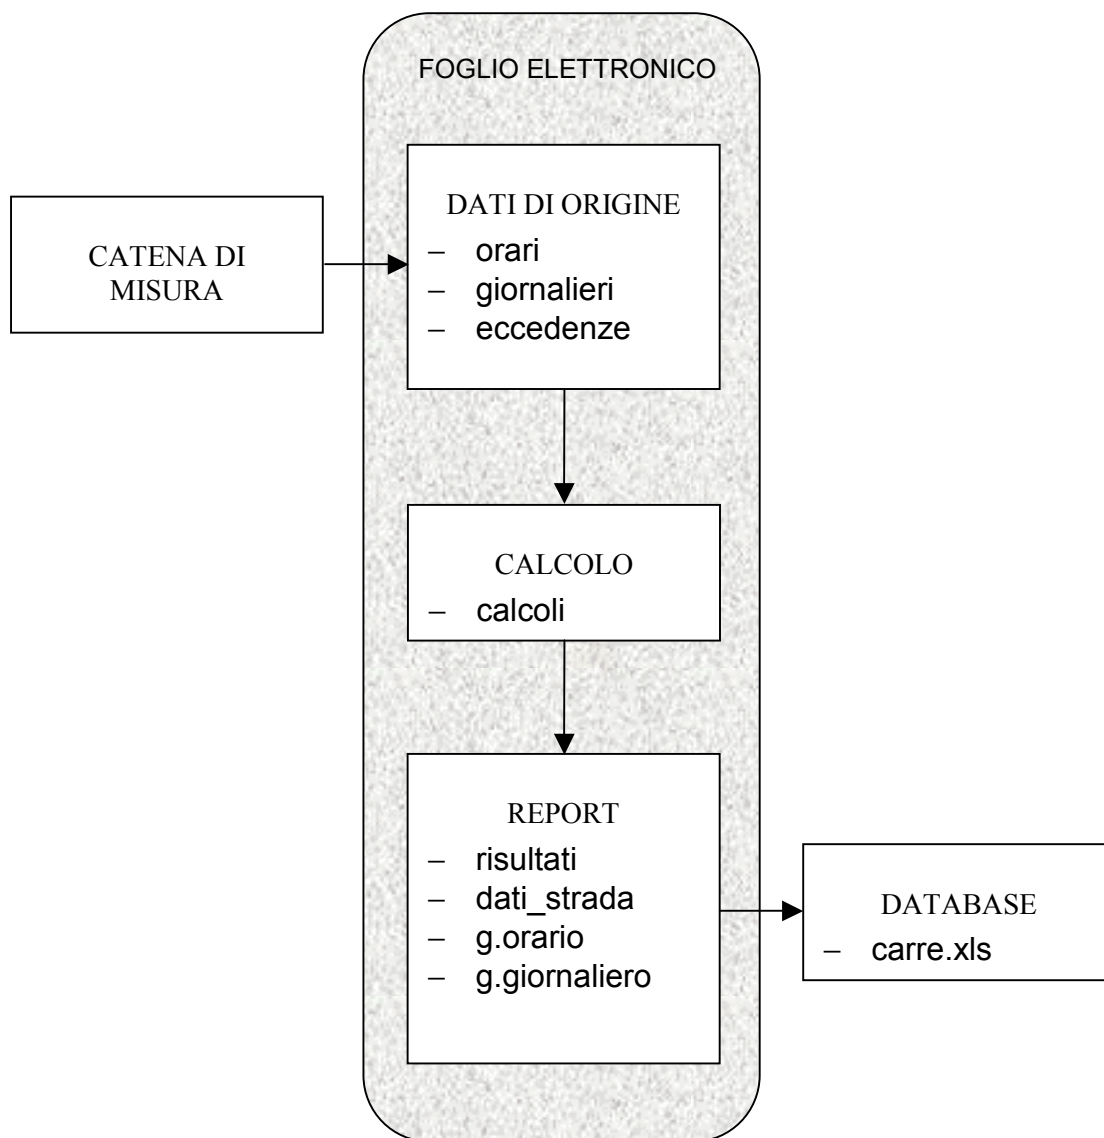 FOGLIO ELETTRONICO
CATENA DI
MISURA
DATI DI ORIGINE
– orari
– giornalieri
– eccedenze
CALCOLO
– calcoli
REPORT
– risultati
– dati_strada
– g.orario
– g.giornaliero
DATABASE
– carre.xls